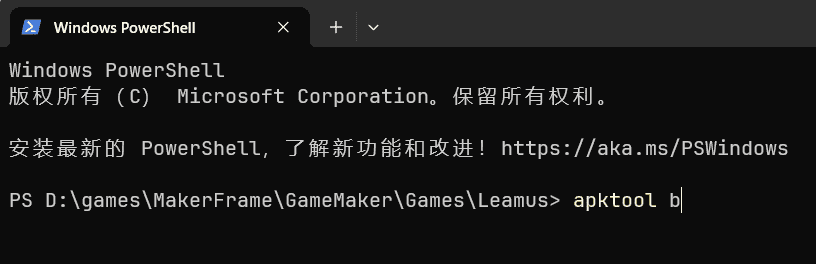 Windows PowerShell
Windows PowerShell
版权所有 (C) Microsoft Corporation。保留所有权利。
安装最新的 PowerShell，了解新功能和改进！https://aka.ms/PSWindows
PS D:\games\MakerFrame\GameMaker\Games\Leamus> apktool b